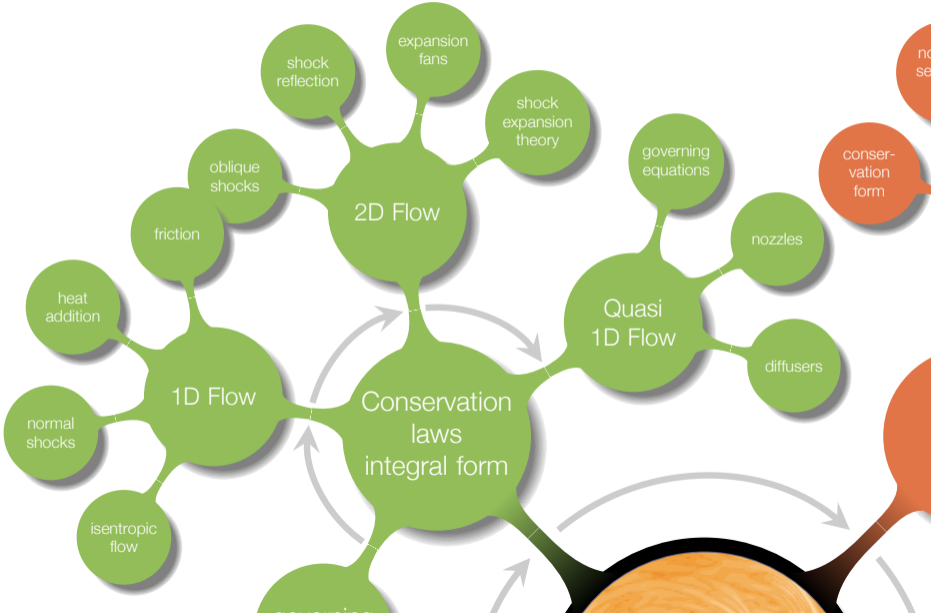 expansion
fans
shock
reflection
shock
expansion
theory
oblique
shocks
2D Flow
governing
equations
conser-
vation
form
friction
nozzles
heat
addition
Quasi
1D Flow
diffusers
1D Flow
normal
shocks
Conservation
laws
integral form
isentropic
flow